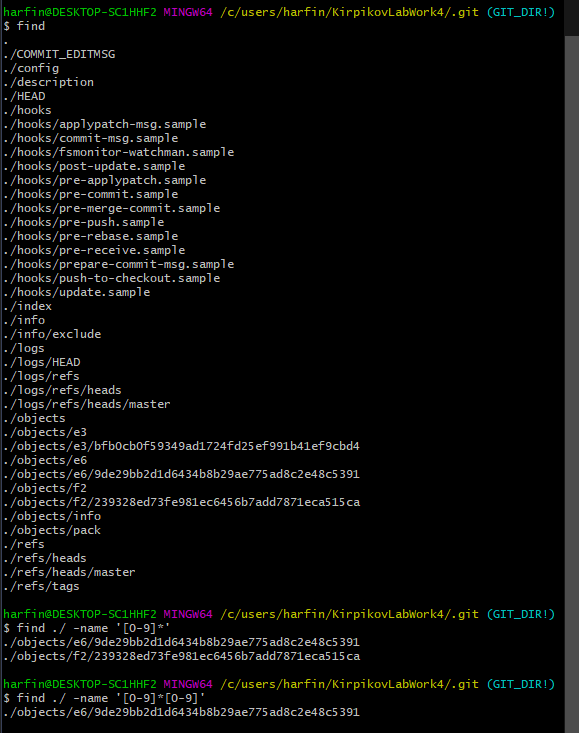 harfin@DESKTOP-SC1HHF2 MINGW64 /c/users/harfin/KirpikovLabWork4/.git (GIT_DIR!)
$ find
.
./COMMIT_EDITMSG
./config
./description
./HEAD
./hooks
./hooks/applypatch-msg.sample
./hooks/commit-msg.sample
./hooks/fsmonitor-watchman.sample
./hooks/post-update.sample
./hooks/pre-applypatch.sample
./hooks/pre-commit.sample
./hooks/pre-merge-commit.sample
./hooks/pre-push.sample
./hooks/pre-rebase.sample
./hooks/pre-receive.sample
./hooks/prepare-commit-msg.sample
./hooks/push-to-checkout.sample
./hooks/update.sample
./index
./info
./info/exclude
./logs
./logs/HEAD
./logs/refs
./logs/refs/heads
./logs/refs/heads/master
./objects
./objects/e3
./objects/e3/bfb0cb0f59349ad1724fd25ef991b41ef9cbd4
./objects/e6
./objects/e6/9de29bb2d1d6434b8b29ae775ad8c2e48c5391
./objects/f2
./objects/f2/239328ed73fe981ec6456b7add7871eca515ca
./objects/info
./objects/pack
./refs
./refs/heads
./refs/heads/master
./refs/tags
harfin@DESKTOP-SC1HHF2 MINGW64 /c/users/harfin/KirpikovLabWork4/.git (GIT_DIR!)
$ find ./ -name '[0-9]*'
./objects/e6/9de29bb2d1d6434b8b29ae775ad8c2e48c5391
./objects/f2/239328ed73fe981ec6456b7add7871eca515ca
harfin@DESKTOP-SC1HHF2 MINGW64 /c/users/harfin/KirpikovLabWork4/.git (GIT_DIR!)
$ find ./ -name '[0-9]*[0-9]'
./objects/e6/9de29bb2d1d6434b8b29ae775ad8c2e48c5391